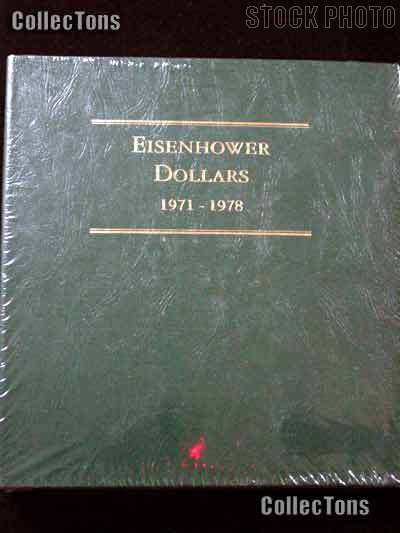 CollecTons
STOCK PHOTO
EISENHOWER
DOLLARS
1971 - 1978
CollecTons